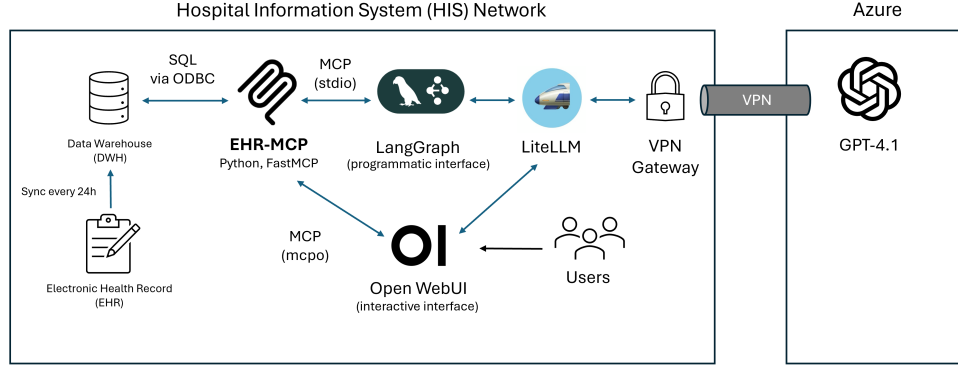 Hospital Information System (HIS) Network
Azure
SQL
via ODBC
MCP
(stdio)
VPN
Data Warehouse
(DWH)
EHR-MCP
Python, FastMCP
LangGraph
(programmatic interface)
LiteLLM
VPN
Gateway
GPT-4.1
Sync every 24h
MCP
(mcpo)
OI
Users
Electronic Health Record
(EHR)
Open WebUI
(interactive interface)